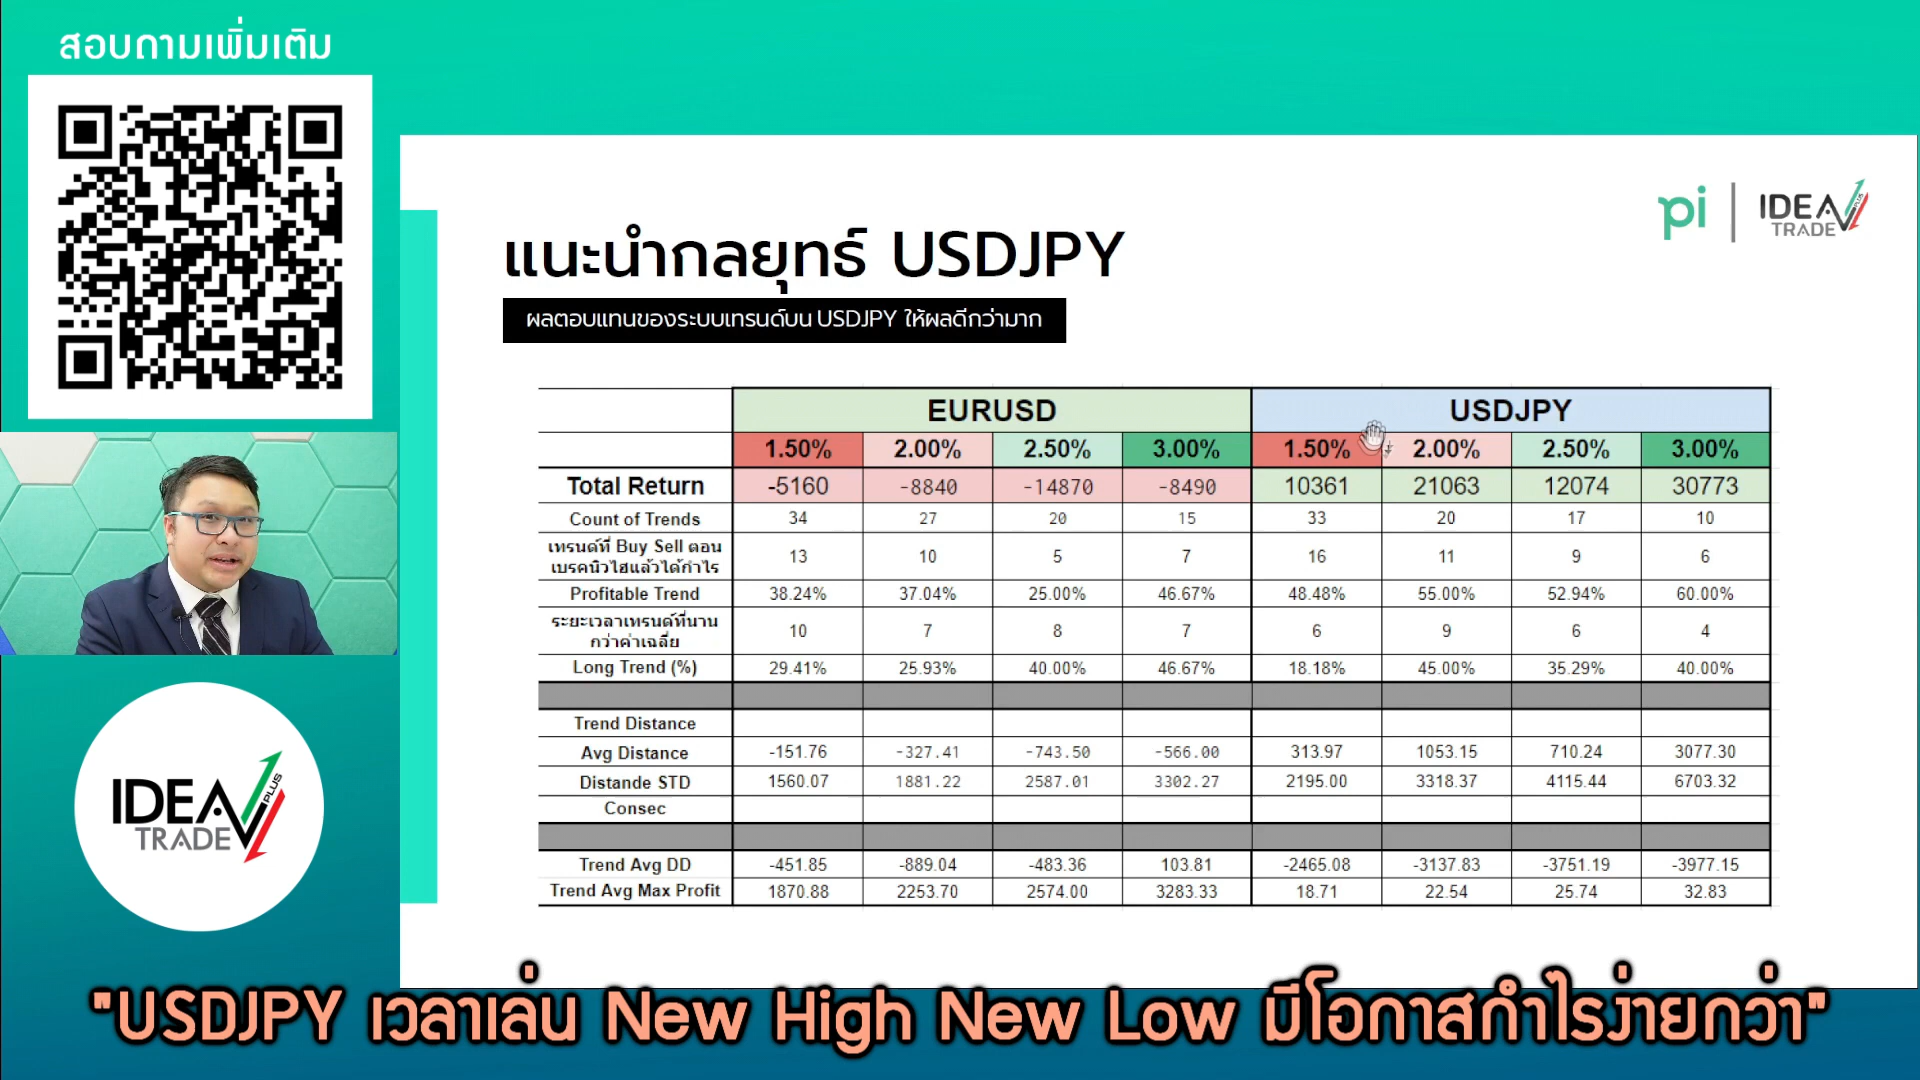 สอบถามเพิ่มเติม
pi
IDEA TRADE PLUS
แนะนำกลยุทธ์ USDJPY
ผลตอบแทนของระบบเทรนด์บน USDJPY ให้ผลดีกว่ามาก
EURUSD USDJPY
1.50% 2.00% 2.50% 3.00% 1.50% 2.00% 2.50% 3.00%
Total Return -5160 -8840 -14870 -8490 10361 21063 12074 30773
Count of Trends 34 27 20 15 33 20 17 10
เทรนด์ที่ Buy Sell ตอน
เบรคนิวไฮแล้วได้กำไร 13 10 5 7 16 11 9 6
Profitable Trend 38.24% 37.04% 25.00% 46.67% 48.48% 55.00% 52.94% 60.00%
ระยะเวลาเทรนด์ที่นาน
กว่าค่าเฉลี่ย 10 7 8 7 6 9 6 4
Long Trend (%) 29.41% 25.93% 40.00% 46.67% 18.18% 45.00% 35.29% 40.00%
Trend Distance
Avg Distance -151.76 -327.41 -743.50 -566.00 313.97 1053.15 710.24 3077.30
Distande STD 1560.07 1881.22 2587.01 3302.27 2195.00 3318.37 4115.44 6703.32
Consec
Trend Avg DD -451.85 -889.04 -483.36 103.81 -2465.08 -3137.83 -3751.19 -3977.15
Trend Avg Max Profit 1870.88 2253.70 2574.00 3283.33 18.71 22.54 25.74 32.83
IDEA TRADE PLUS
"USDJPY เวลาเล่น New High New Low มีโอกาสกำไรง่ายกว่า"